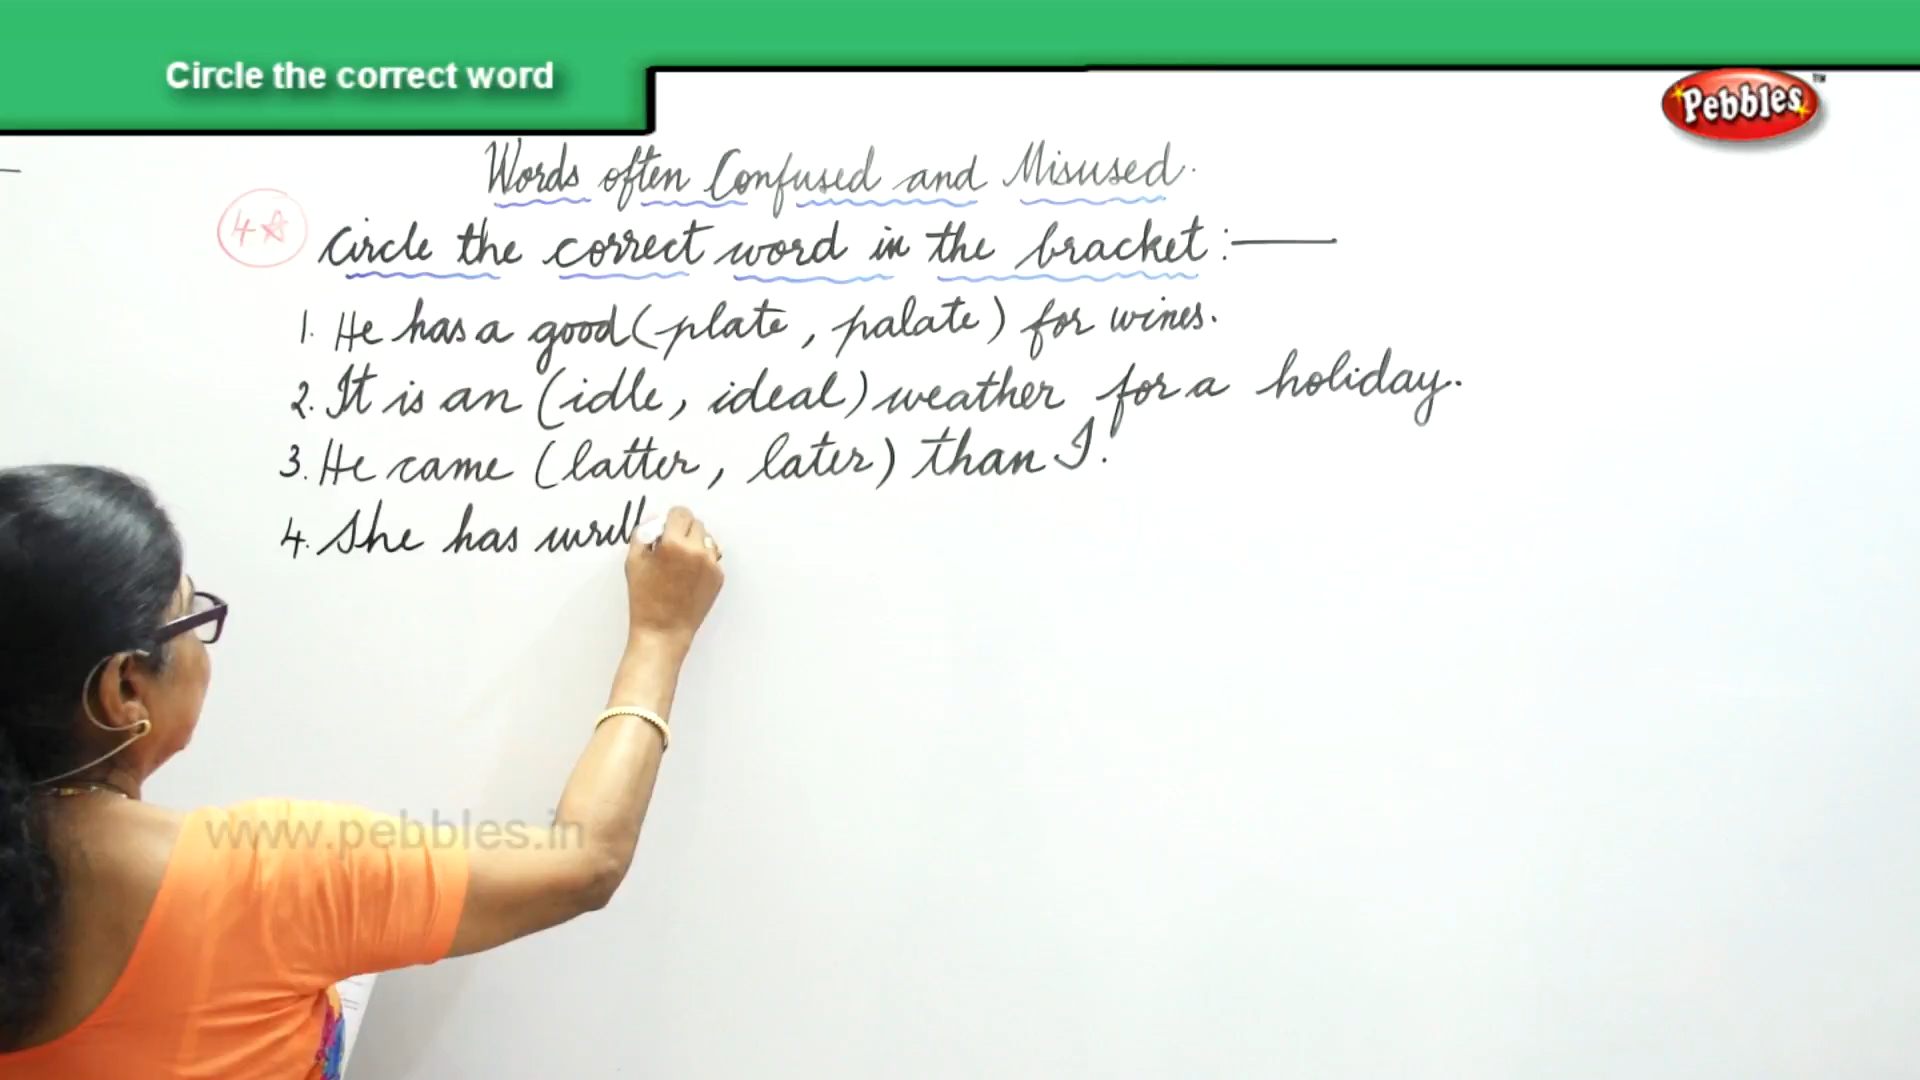 Circle the correct word
Pebbles™
Words often Confused and Misused.
4☆ Circle the correct word in the bracket:—
1. He has a good (plate, palate) for wines.
2. It is an (idle, ideal) weather for a holiday.
3. He came (latter, later) than I.
4. She has
www.pebbles.in